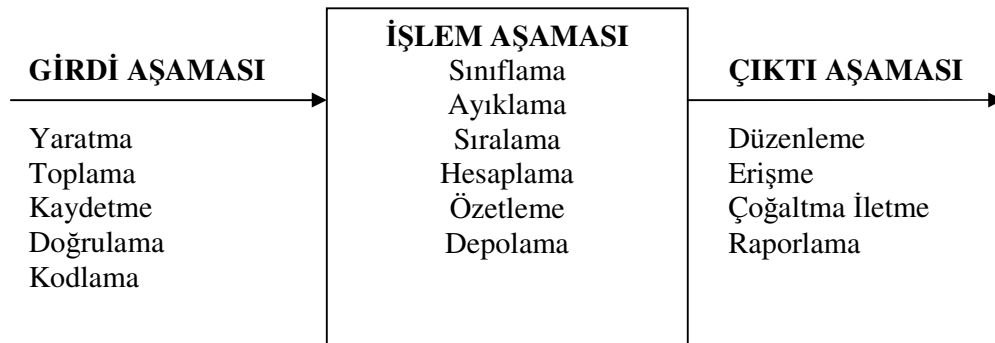 GİRDİ AŞAMASI
Yaratma
Toplama
Kaydetme
Doğrulama
Kodlama
İŞLEM AŞAMASI
Sınıflama
Ayıklama
Sıralama
Hesaplama
Özetleme
Depolama
ÇIKTI AŞAMASI
Düzenleme
Erişme
Çoğaltma İletme
Raporlama